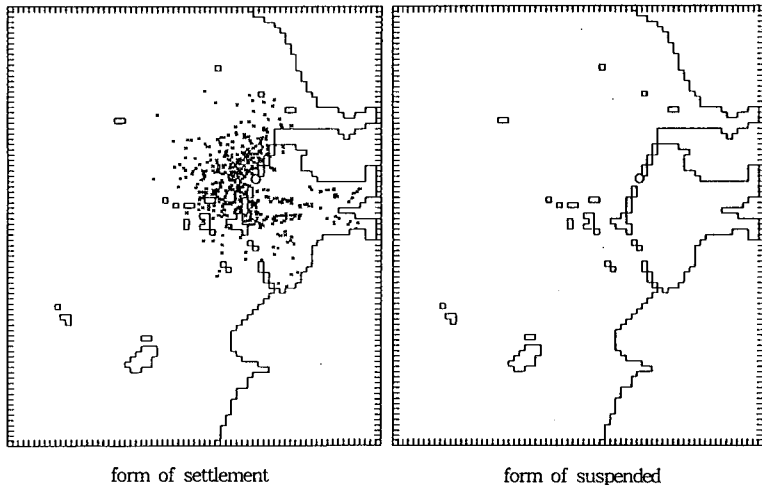 form of settlement
form of suspended